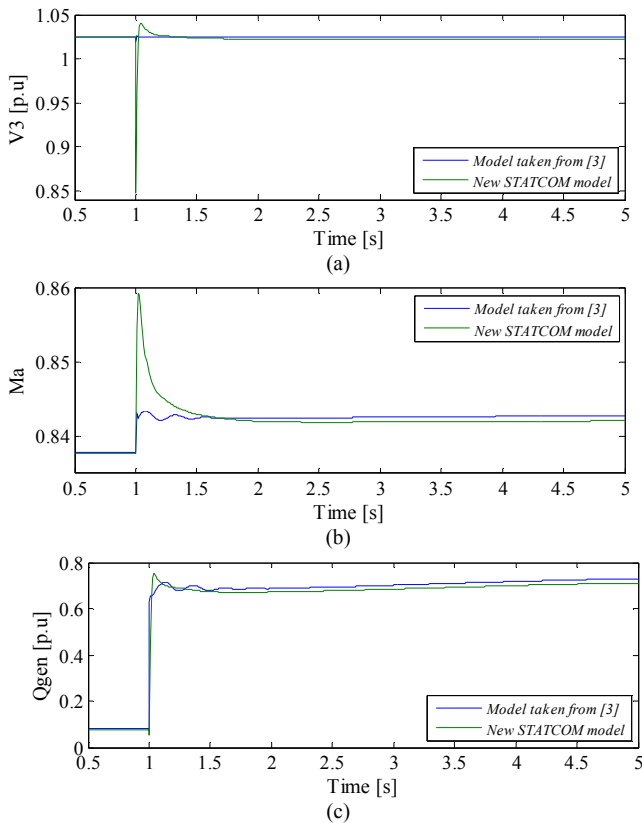 1.05
1
0.95
0.9
0.85
V3 [p.u]
Model taken from [3]
New STATCOM model
0.5 1 1.5 2 2.5 3 3.5 4 4.5 5
Time [s]
(a)
0.86
0.85
0.84
Ma
Model taken from [3]
New STATCOM model
0.5 1 1.5 2 2.5 3 3.5 4 4.5 5
Time [s]
(b)
0.8
0.6
0.4
0.2
0
Qgen [p.u]
Model taken from [3]
New STATCOM model
0.5 1 1.5 2 2.5 3 3.5 4 4.5 5
Time [s]
(c)